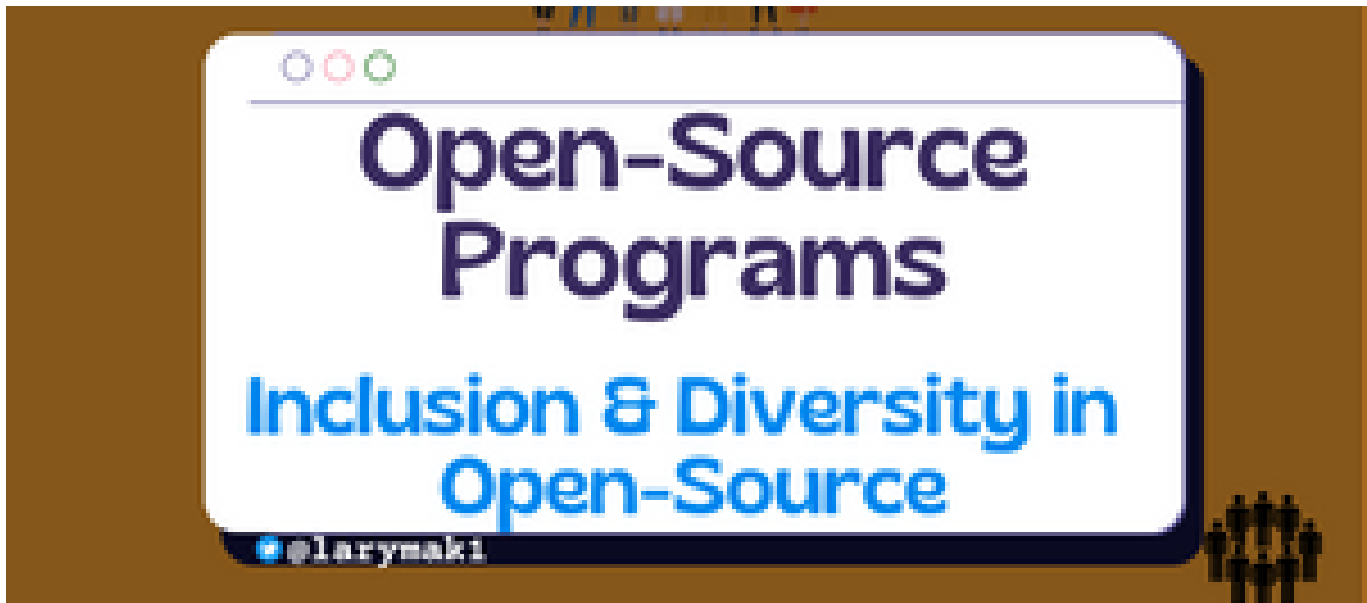 Open-Source
Programs
Inclusion & Diversity in
Open-Source
@larymaki